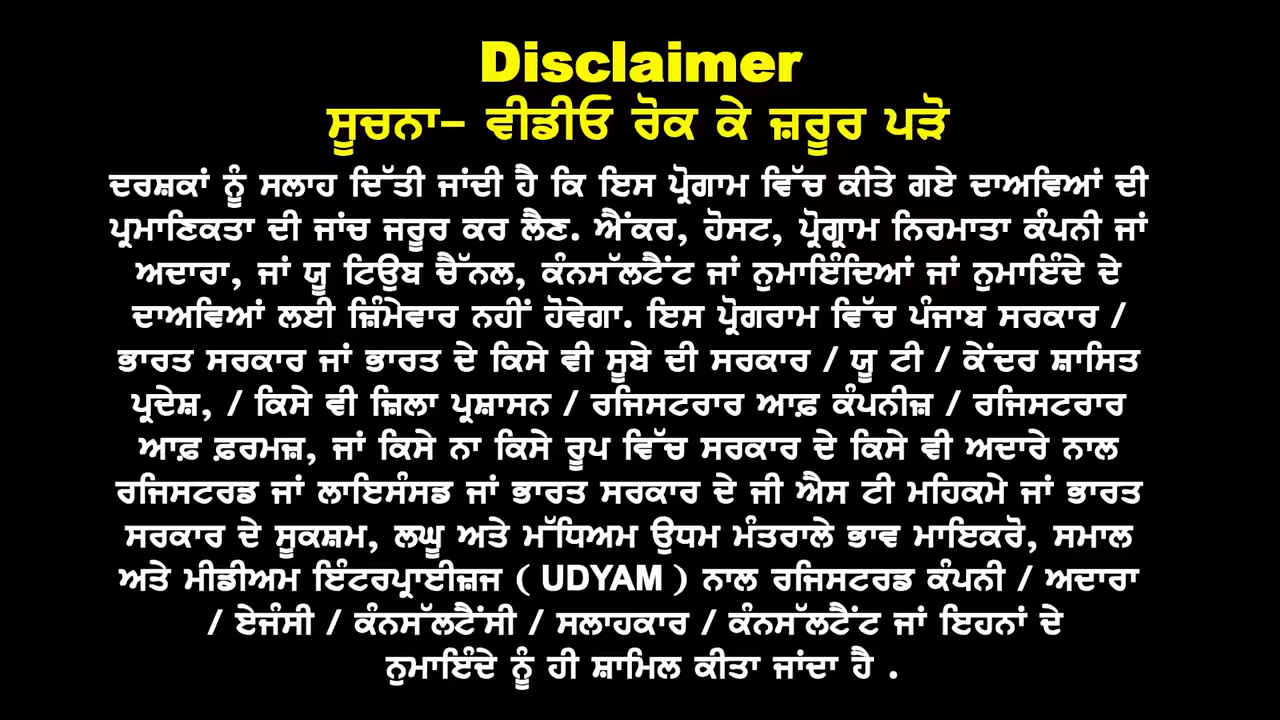 Disclaimer
ਸੂਚਨਾ- ਵੀਡੀਓ ਰੋਕ ਕੇ ਜ਼ਰੂਰ ਪੜੋ
ਦਰਸ਼ਕਾਂ ਨੂੰ ਸਲਾਹ ਦਿੱਤੀ ਜਾਂਦੀ ਹੈ ਕਿ ਇਸ ਪ੍ਰੋਗਾਮ ਵਿੱਚ ਕੀਤੇ ਗਏ ਦਾਅਵਿਆਂ ਦੀ
ਪ੍ਰਮਾਣਿਕਤਾ ਦੀ ਜਾਂਚ ਜਰੂਰ ਕਰ ਲੈਣ. ਐਂਕਰ, ਹੋਸਟ, ਪ੍ਰੋਗ੍ਰਾਮ ਨਿਰਮਾਤਾ ਕੰਪਨੀ ਜਾਂ
ਅਦਾਰਾ, ਜਾਂ ਯੂ ਟਿਉਬ ਚੈੱਨਲ, ਕੰਨਸੱਲਟੈਂਟ ਜਾਂ ਨੁਮਾਇੰਦਿਆਂ ਜਾਂ ਨੁਮਾਇੰਦੇ ਦੇ
ਦਾਅਵਿਆਂ ਲਈ ਜ਼ਿੰਮੇਵਾਰ ਨਹੀਂ ਹੋਵੇਗਾ. ਇਸ ਪ੍ਰੋਗਰਾਮ ਵਿੱਚ ਪੰਜਾਬ ਸਰਕਾਰ /
ਭਾਰਤ ਸਰਕਾਰ ਜਾਂ ਭਾਰਤ ਦੇ ਕਿਸੇ ਵੀ ਸੂਬੇ ਦੀ ਸਰਕਾਰ / ਯੂ ਟੀ / ਕੇਂਦਰ ਸ਼ਾਸਿਤ
ਪ੍ਰਦੇਸ਼, / ਕਿਸੇ ਵੀ ਜ਼ਿਲਾ ਪ੍ਰਸ਼ਾਸਨ / ਰਜਿਸਟਰਾਰ ਆਫ਼ ਕੰਪਨੀਜ਼ / ਰਜਿਸਟਰਾਰ
ਆਫ਼ ਫ਼ਰਮਜ਼, ਜਾਂ ਕਿਸੇ ਨਾ ਕਿਸੇ ਰੂਪ ਵਿੱਚ ਸਰਕਾਰ ਦੇ ਕਿਸੇ ਵੀ ਅਦਾਰੇ ਨਾਲ
ਰਜਿਸਟਰਡ ਜਾਂ ਲਾਇਸੰਸਡ ਜਾਂ ਭਾਰਤ ਸਰਕਾਰ ਦੇ ਜੀ ਐਸ ਟੀ ਮਹਿਕਮੇ ਜਾਂ ਭਾਰਤ
ਸਰਕਾਰ ਦੇ ਸੂਕਸ਼ਮ, ਲਘੂ ਅਤੇ ਮੱਧਿਅਮ ਉਧਮ ਮੰਤਰਾਲੇ ਭਾਵ ਮਾਇਕਰੋ, ਸਮਾਲ
ਅਤੇ ਮੀਡੀਅਮ ਇੰਟਰਪ੍ਰਾਈਜ਼ਜ ( UDYAM ) ਨਾਲ ਰਜਿਸਟਰਡ ਕੰਪਨੀ / ਅਦਾਰਾ
/ ਏਜੰਸੀ / ਕੰਨਸੱਲਟੈਂਸੀ / ਸਲਾਹਕਾਰ / ਕੰਨਸੱਲਟੈਂਟ ਜਾਂ ਇਹਨਾਂ ਦੇ
ਨੁਮਾਇੰਦੇ ਨੂੰ ਹੀ ਸ਼ਾਮਿਲ ਕੀਤਾ ਜਾਂਦਾ ਹੈ .